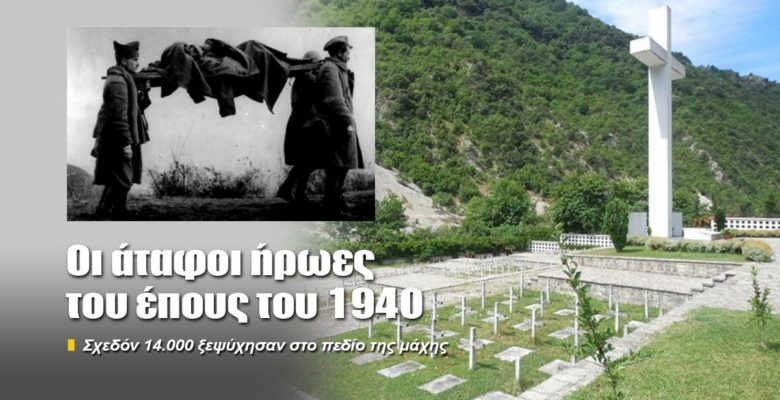 Οι άταφοι ήρωες
του έπους του 1940
Σχεδόν 14.000 ξεψύχησαν στο πεδίο της μάχης